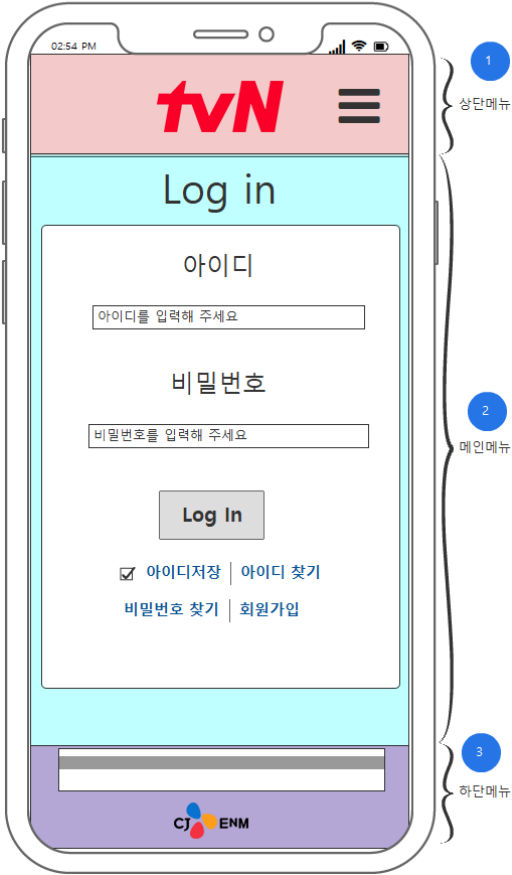 02:54 PM
tvN
1
상단메뉴
Log in
아이디
아이디를 입력해 주세요
비밀번호
비밀번호를 입력해 주세요
2
메인메뉴
Log In
아이디저장 아이디 찾기
비밀번호 찾기 회원가입
3
하단메뉴
CJ ENM